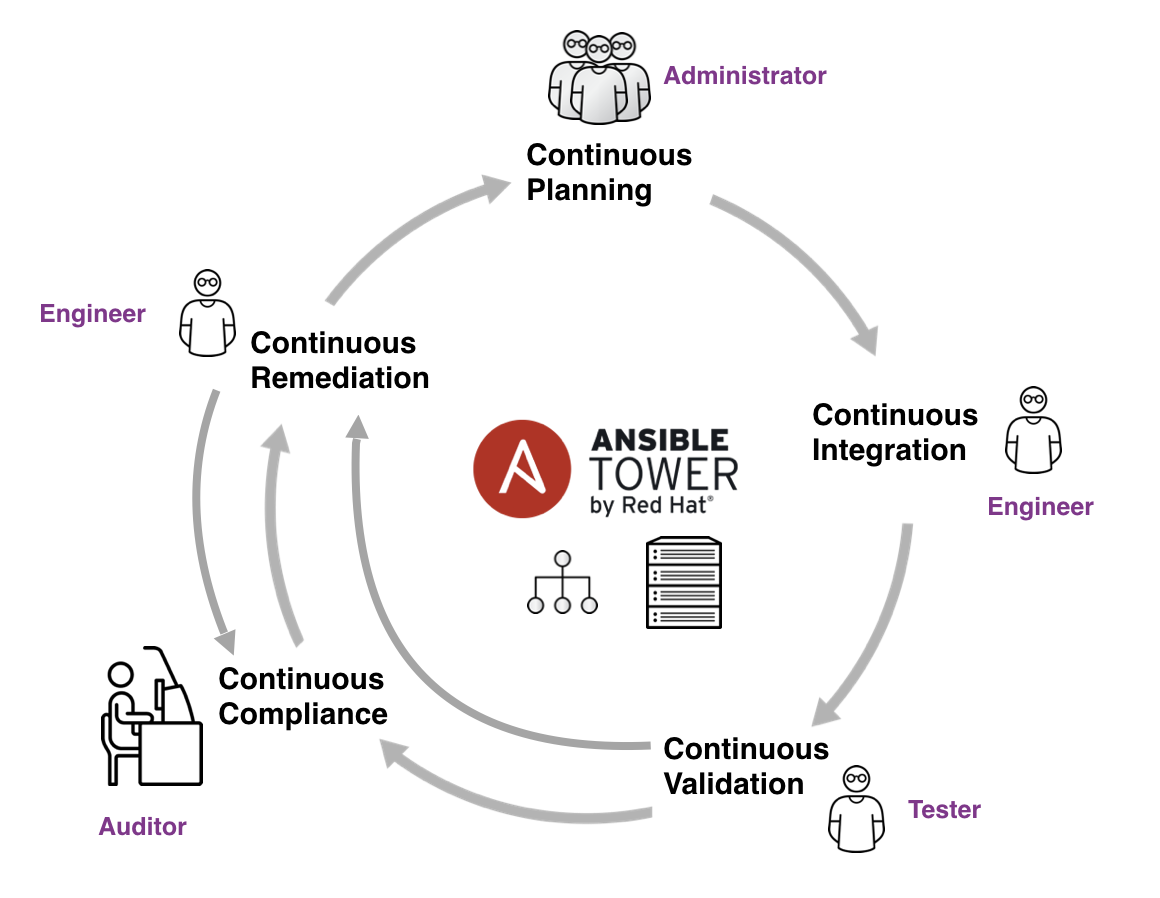 Administrator
Continuous
Planning
Engineer
Continuous
Remediation
Continuous
Integration
Engineer
ANSIBLE
TOWER
by Red Hat®
Continuous
Compliance
Auditor
Continuous
Validation
Tester